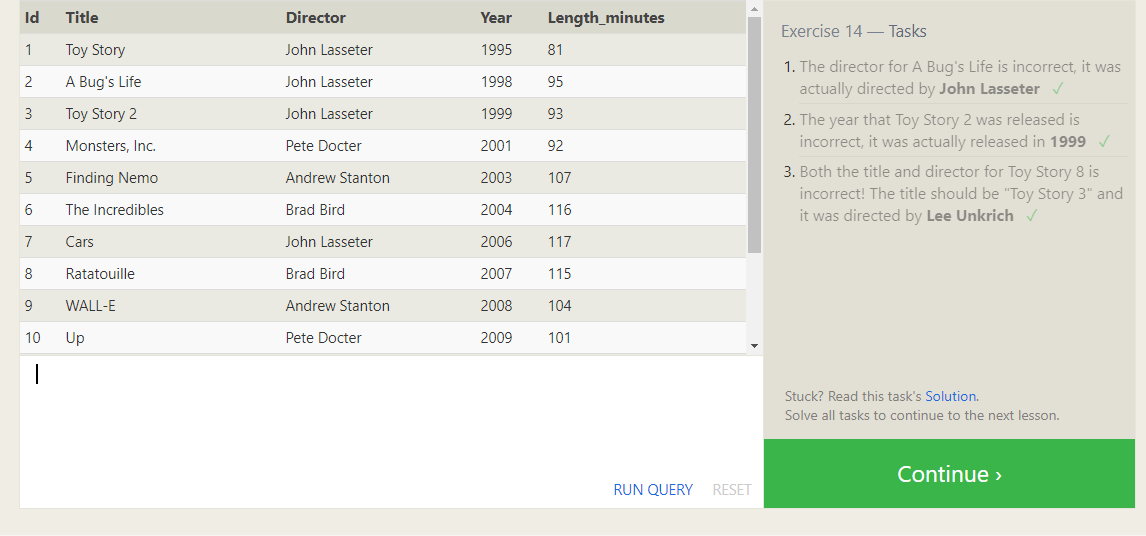 Id Title Director Year Length_minutes
1 Toy Story John Lasseter 1995 81
2 A Bug's Life John Lasseter 1998 95
3 Toy Story 2 John Lasseter 1999 93
4 Monsters, Inc. Pete Docter 2001 92
5 Finding Nemo Andrew Stanton 2003 107
6 The Incredibles Brad Bird 2004 116
7 Cars John Lasseter 2006 117
8 Ratatouille Brad Bird 2007 115
9 WALL-E Andrew Stanton 2008 104
10 Up Pete Docter 2009 101
RUN QUERY RESET
Exercise 14 — Tasks
1. The director for A Bug's Life is incorrect, it was
actually directed by John Lasseter ✓
2. The year that Toy Story 2 was released is
incorrect, it was actually released in 1999 ✓
3. Both the title and director for Toy Story 8 is
incorrect! The title should be "Toy Story 3" and
it was directed by Lee Unkrich ✓
Stuck? Read this task's Solution.
Solve all tasks to continue to the next lesson.
Continue ›